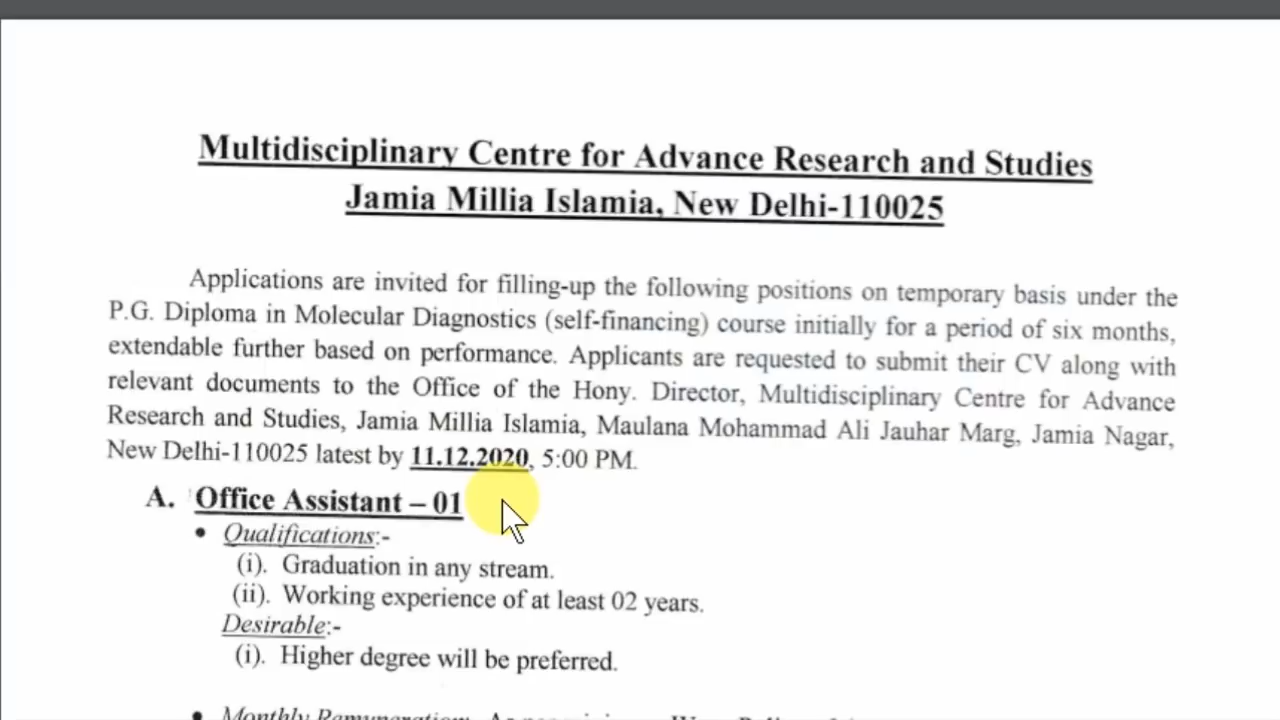 Multidisciplinary Centre for Advance Research and Studies
Jamia Millia Islamia, New Delhi-110025
Applications are invited for filling-up the following positions on temporary basis under the
P.G. Diploma in Molecular Diagnostics (self-financing) course initially for a period of six months,
extendable further based on performance. Applicants are requested to submit their CV along with
relevant documents to the Office of the Hony. Director, Multidisciplinary Centre for Advance
Research and Studies, Jamia Millia Islamia, Maulana Mohammad Ali Jauhar Marg, Jamia Nagar,
New Delhi-110025 latest by 11.12.2020, 5:00 PM.
A. Office Assistant – 01
• Qualifications:-
(i). Graduation in any stream.
(ii). Working experience of at least 02 years.
Desirable:-
(i). Higher degree will be preferred.
• Monthly Remuneration